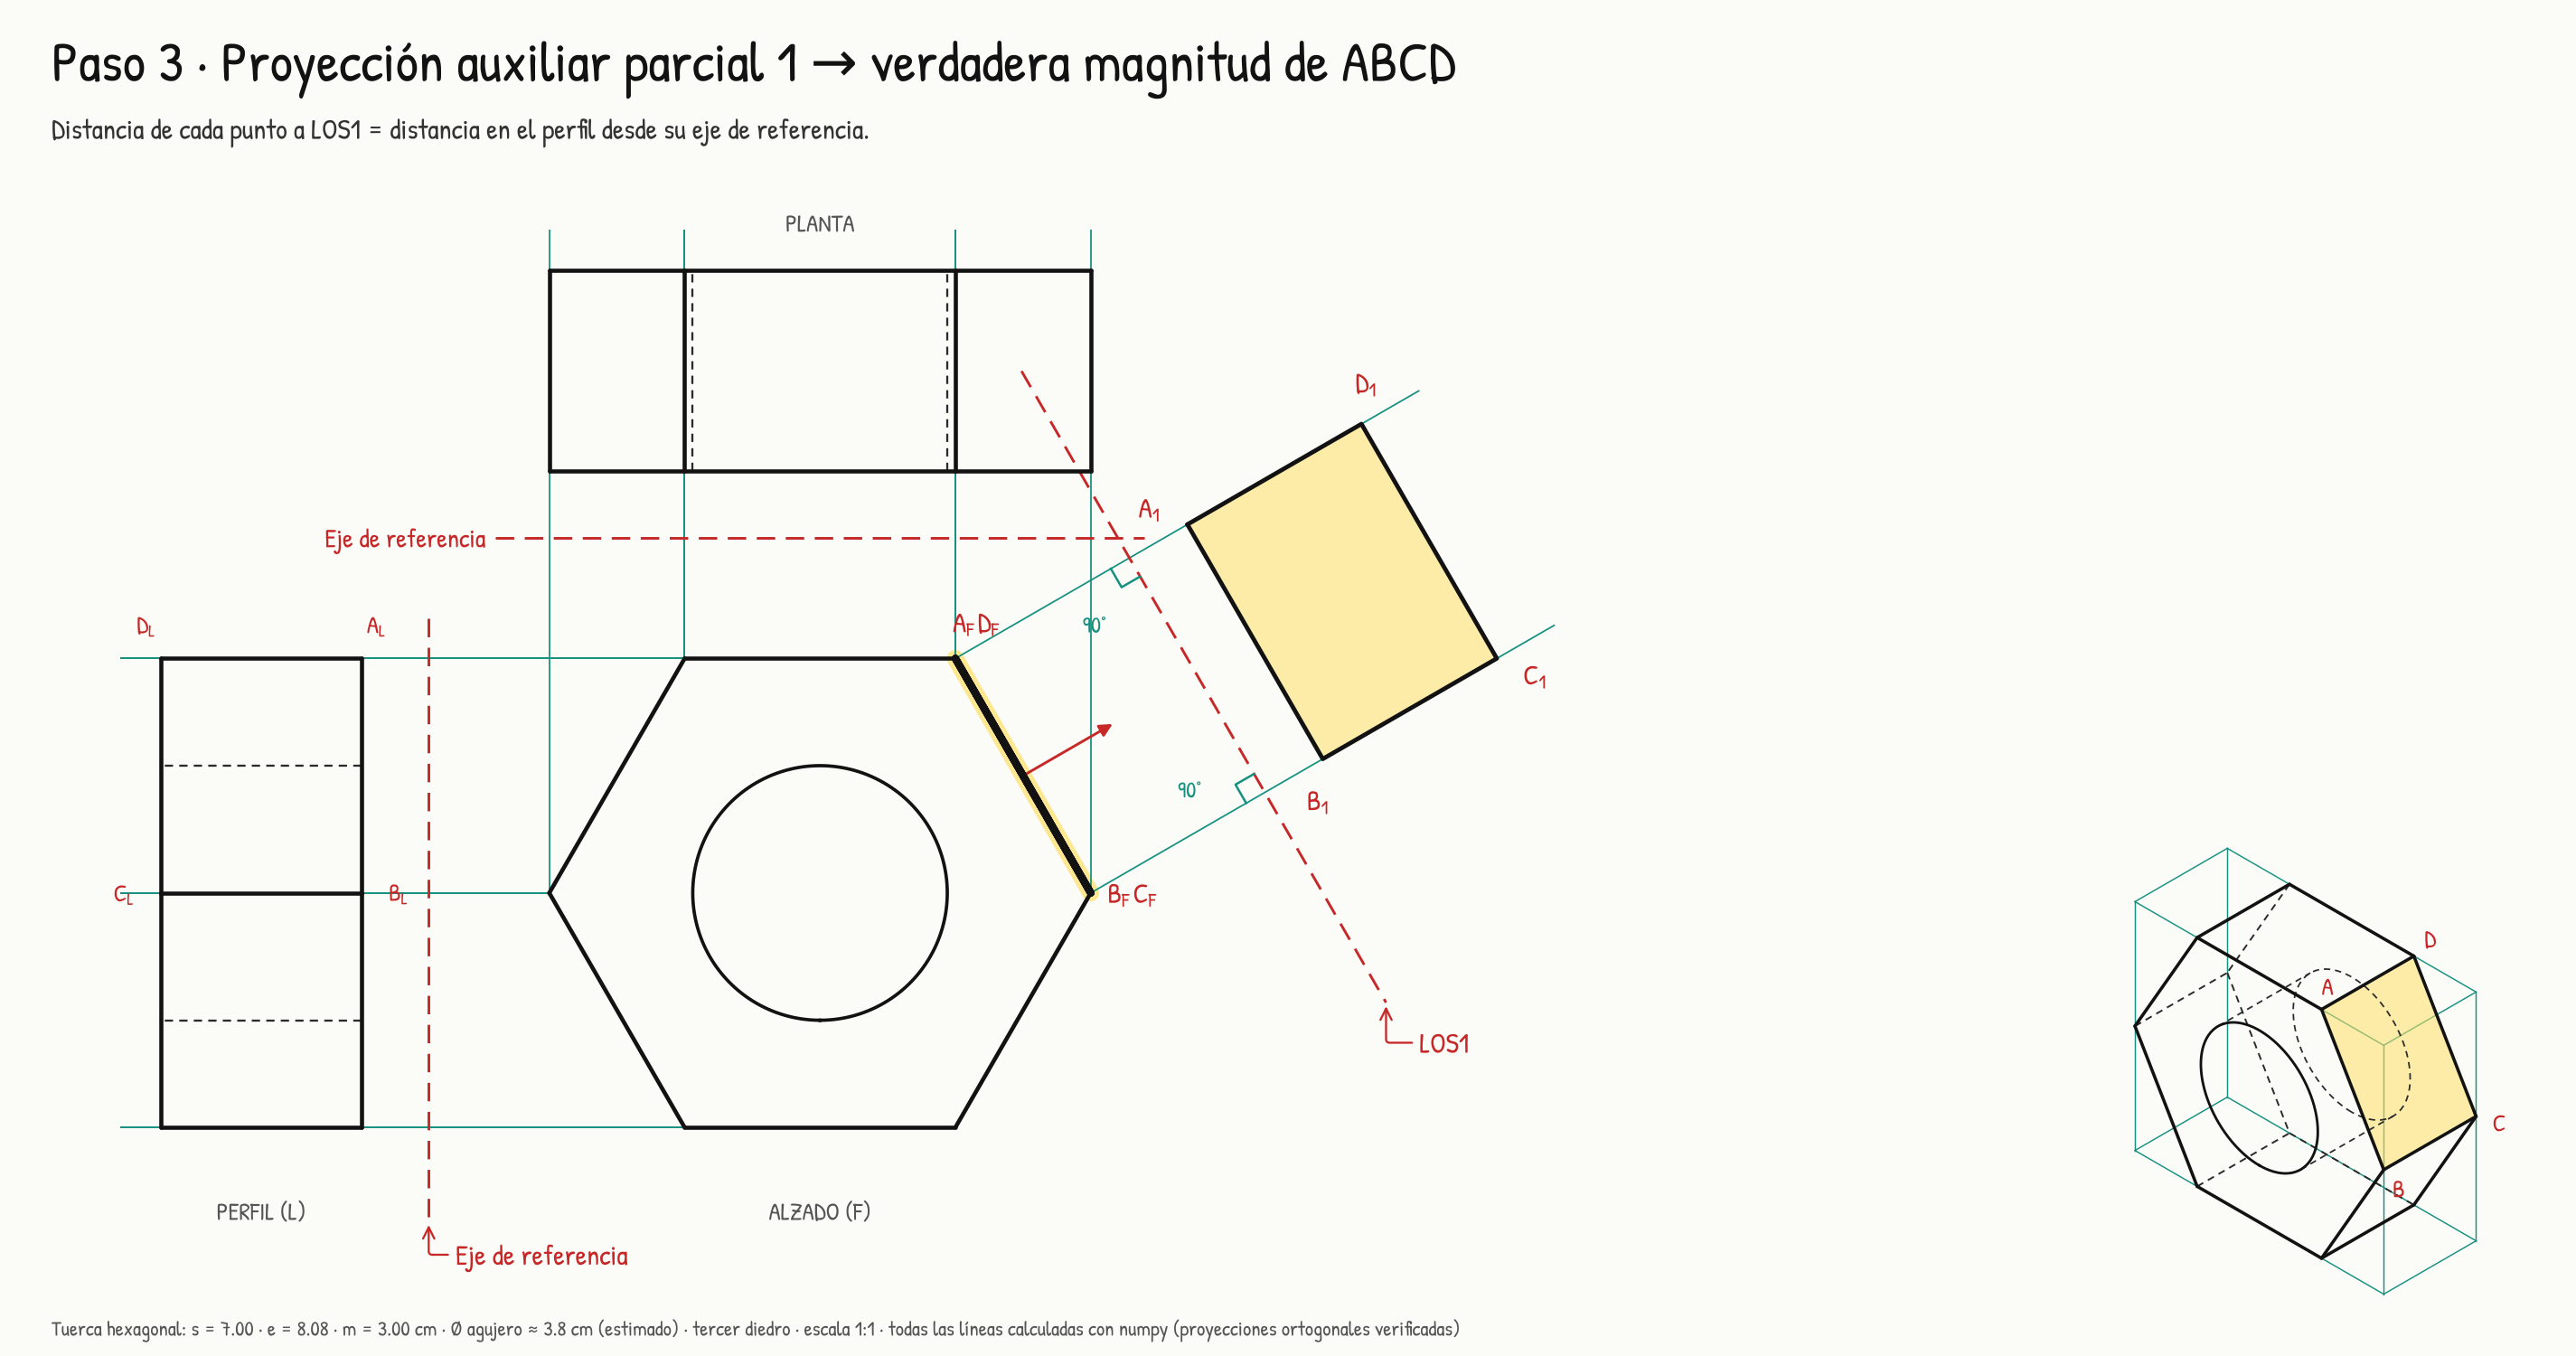 Paso 3 · Proyección auxiliar parcial 1 → verdadera magnitud de ABCD
Distancia de cada punto a LOS1 = distancia en el perfil desde su eje de referencia.
PLANTA
D1
A1
Eje de referencia
DL
AL
AF DF
90°
C1
90°
B1
CL
BL
BF CF
D
A
LOS1
C
B
PERFIL (L)
ALZADO (F)
Eje de referencia
Tuerca hexagonal: s = 7.00 · e = 8.08 · m = 3.00 cm · Ø agujero ≈ 3.8 cm (estimado) · tercer diedro · escala 1:1 · todas las líneas calculadas con numpy (proyecciones ortogonales verificadas)